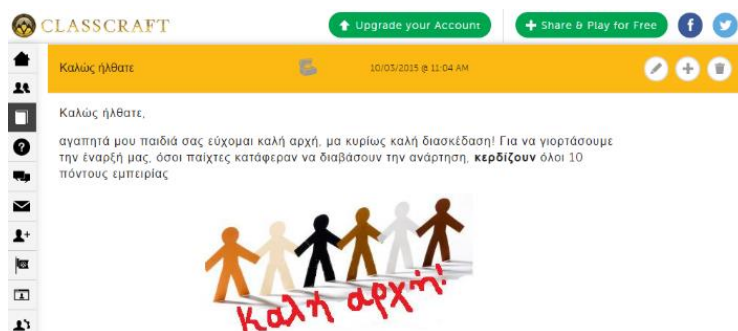 CLASSCRAFT
Upgrade your Account
Share & Play for Free
Καλώς ήλθατε
10/03/2015 @ 11:04 AM
Καλώς ήλθατε,
αγαπητά μου παιδιά σας εύχομαι καλή αρχή, μα κυρίως καλή διασκέδαση! Για να γιορτάσουμε
την έναρξή μας, όσοι παίχτες κατάφεραν να διαβάσουν την ανάρτηση, κερδίζουν όλοι 10
πόντους εμπειρίας
καλή αρχή!